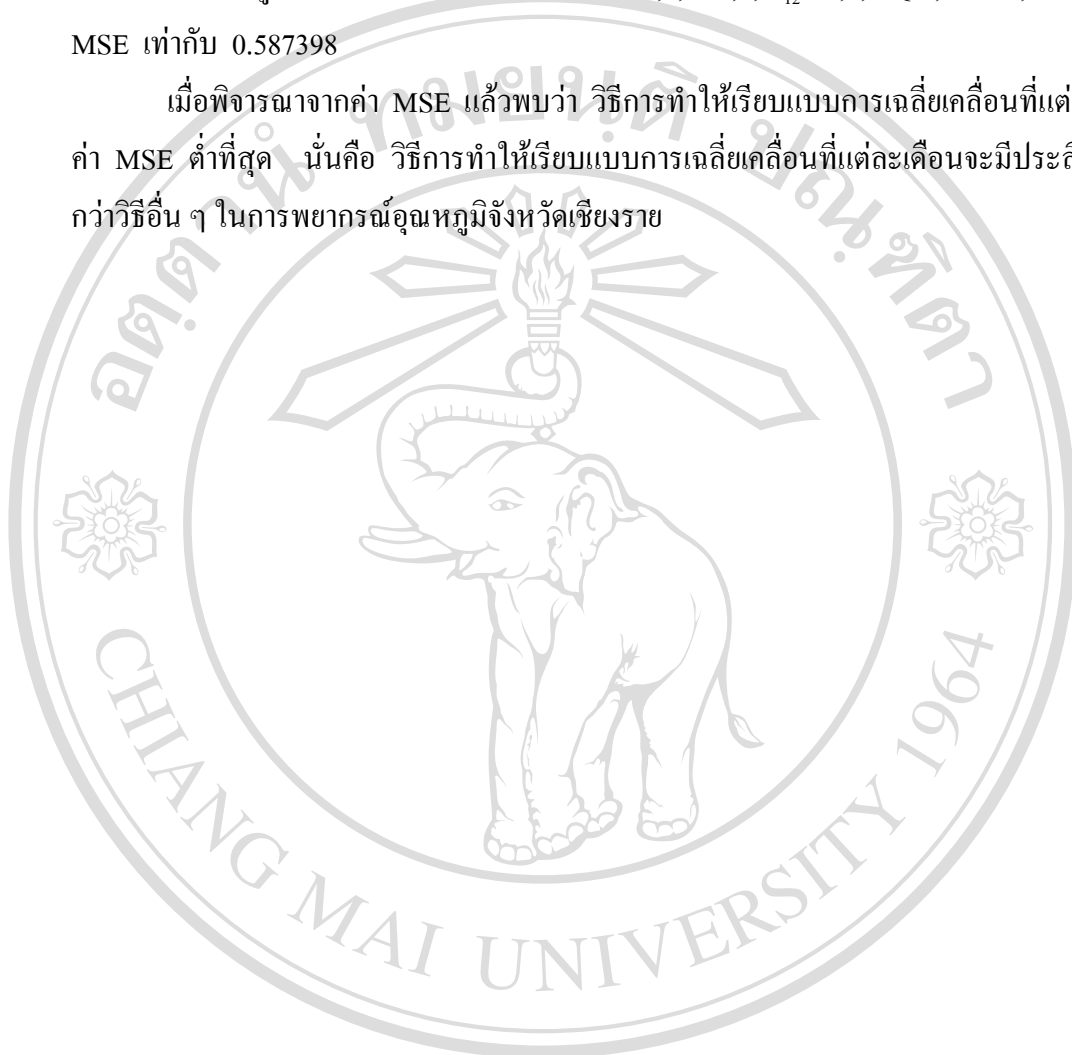 MSE เท่ากับ 0.587398
เมื่อพิจารณาจากค่า MSE แล้วพบว่า วิธีการทำให้เรียบแบบการเฉลี่ยเคลื่อนที่แต่
ค่า MSE ต่ำที่สุด นั่นคือ วิธีการทำให้เรียบแบบการเฉลี่ยเคลื่อนที่แต่ละเดือนจะมีประสิ
กว่าวิธีอื่น ๆ ในการพยากรณ์อุณหภูมิจังหวัดเชียงราย
CHIANG MAI UNIVERSITY 1964